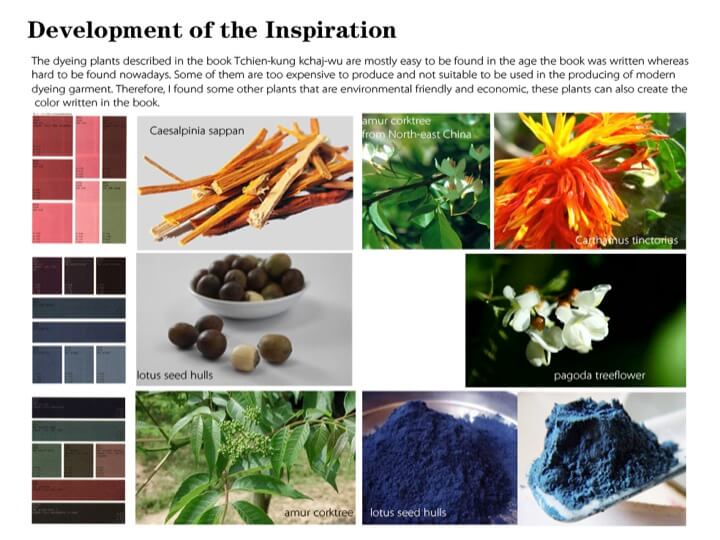 Development of the Inspiration
The dyeing plants described in the book Tchien-kung kchaj-wu are mostly easy to be found in the age the book was written whereas
hard to be found nowadays. Some of them are too expensive to produce and not suitable to be used in the producing of modern
dyeing garment. Therefore, I found some other plants that are environmental friendly and economic, these plants can also create the
color written in the book.
Caesalpinia sappan
amur corktree
from North-east China
Carthamus tinctorius
lotus seed hulls
pagoda treeflower
amur corktree
lotus seed hulls